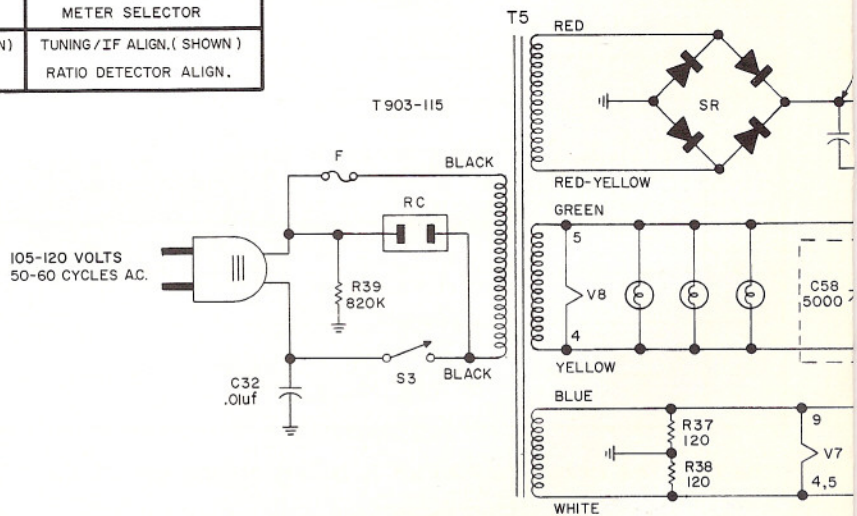 METER SELECTOR
N) TUNING/IF ALIGN.(SHOWN)
RATIO DETECTOR ALIGN.
T5
RED
T903-115
SR
F
BLACK
RED-YELLOW
RC
GREEN
105-120 VOLTS
50-60 CYCLES A.C.
R39
820K
5
V8
4
C58
5000
YELLOW
S3
BLACK
C32
.01uf
BLUE
R37
120
R38
120
9
V7
4,5
WHITE